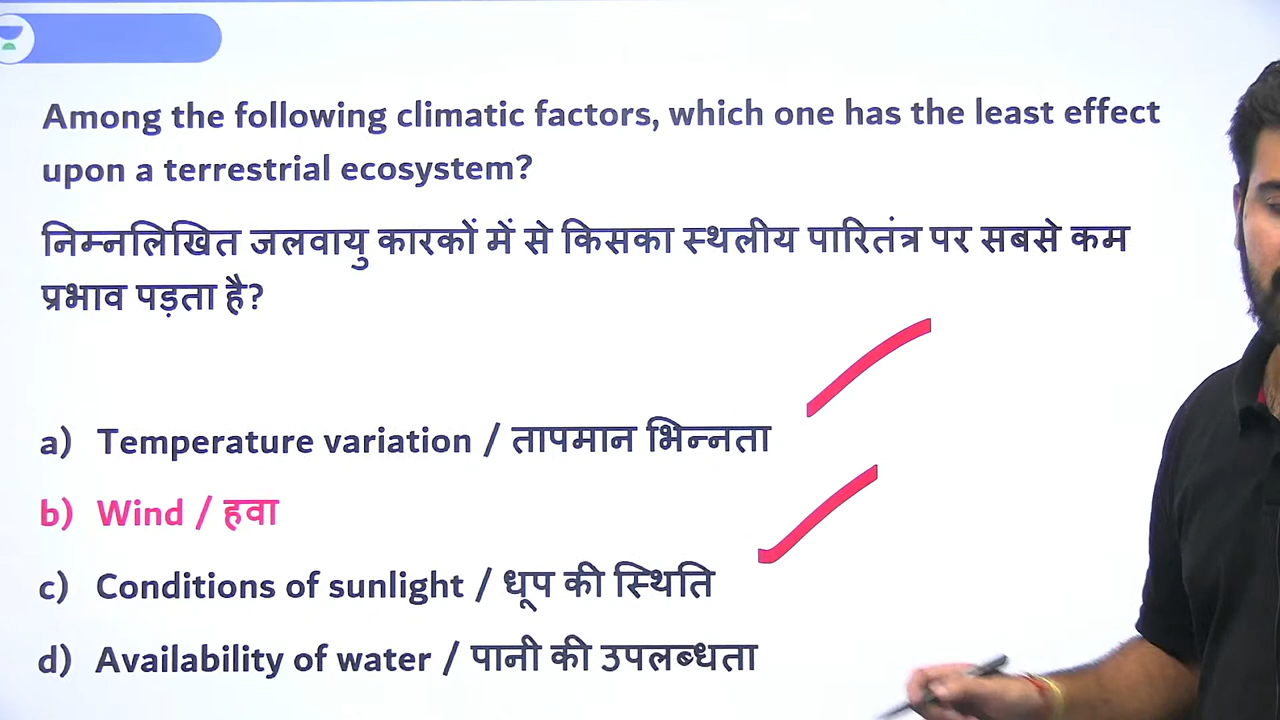 Among the following climatic factors, which one has the least effect
upon a terrestrial ecosystem?
निम्नलिखित जलवायु कारकों में से किसका स्थलीय पारितंत्र पर सबसे कम
प्रभाव पड़ता है?
a) Temperature variation / तापमान भिन्नता
b) Wind / हवा
c) Conditions of sunlight / धूप की स्थिति
d) Availability of water / पानी की उपलब्धता